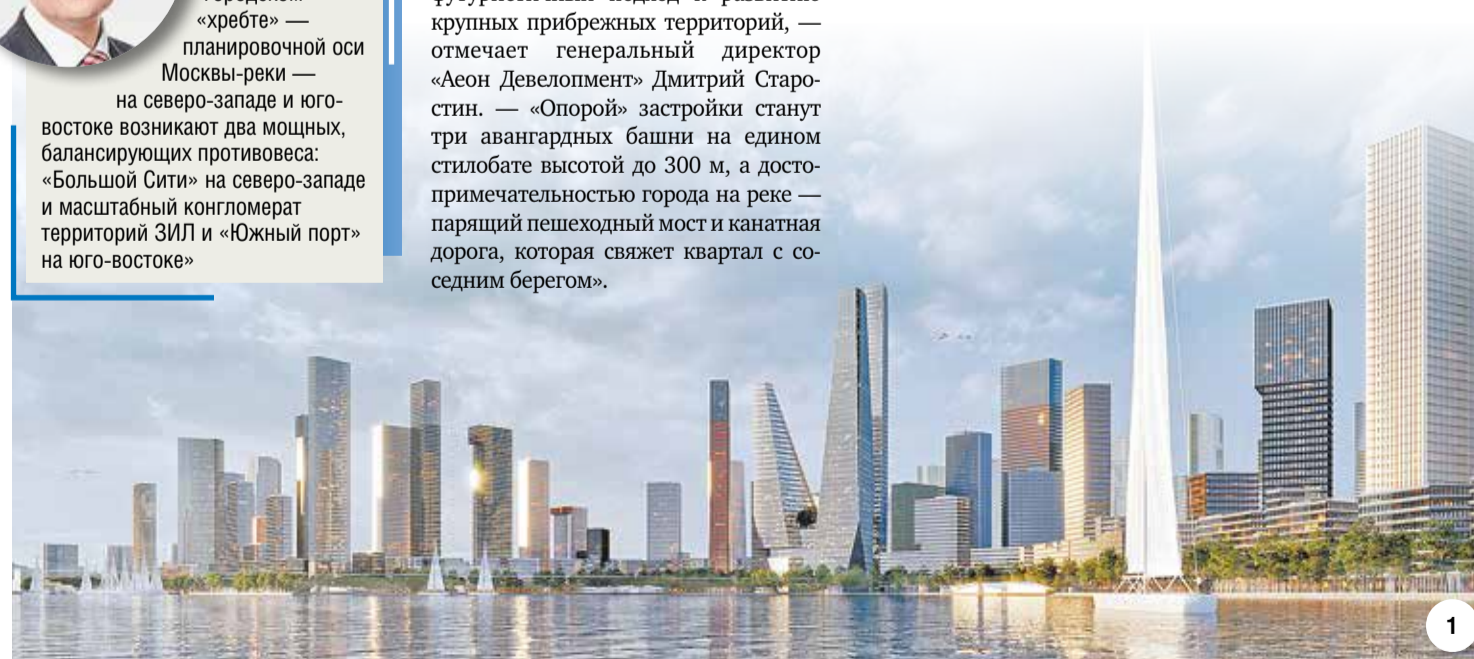 «хребте» —
планировочной оси
Москвы-реки —
на северо-западе и юго-
востоке возникают два мощных,
балансирующих противовеса:
«Большой Сити» на северо-западе
и масштабный конгломерат
территорий ЗИЛ и «Южный порт»
на юго-востоке»
крупных прибрежных территорий, —
отмечает генеральный директор
«Аеон Девелопмент» Дмитрий Старо-
стин. — «Опорой» застройки станут
три авангардных башни на едином
стилобате высотой до 300 м, а досто-
примечательностью города на реке —
парящий пешеходный мост и канатная
дорога, которая свяжет квартал с со-
седним берегом».
1